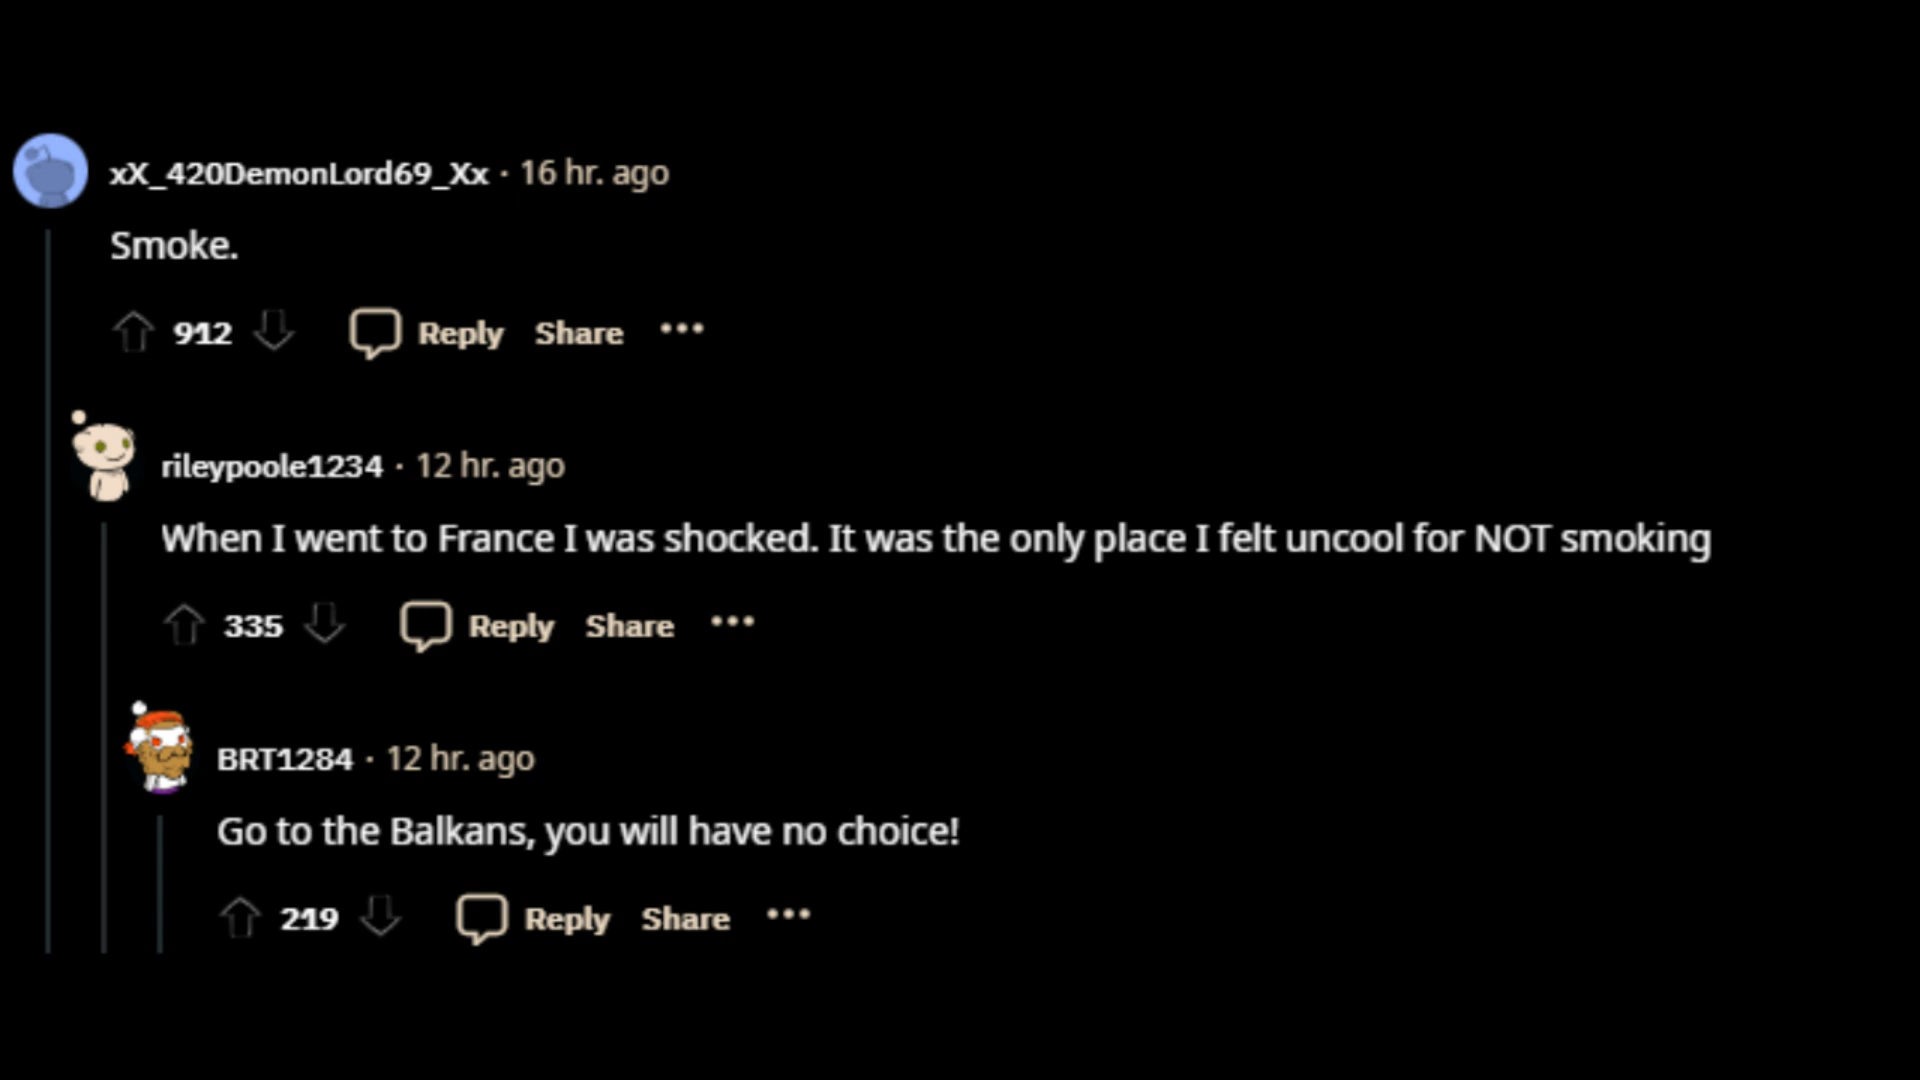 xX_420DemonLord69_Xx · 16 hr. ago
Smoke.
912 Reply Share •••
rileypoole1234 · 12 hr. ago
When I went to France I was shocked. It was the only place I felt uncool for NOT smoking
335 Reply Share •••
BRT1284 · 12 hr. ago
Go to the Balkans, you will have no choice!
219 Reply Share •••